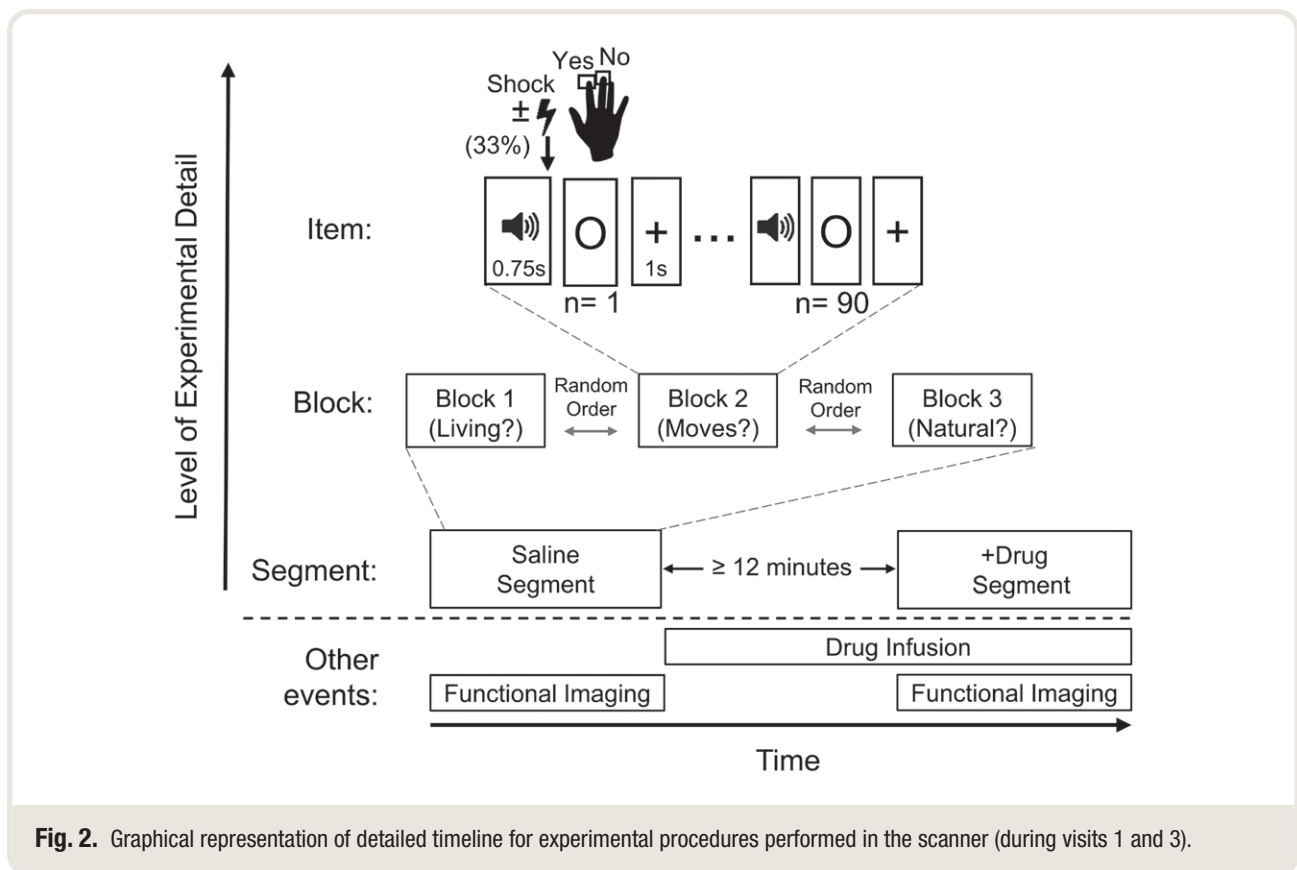 Yes No
Shock
±
(33%)
Item:
0.75s
O
+
1s
...
O
+
n= 1
n= 90
Level of Experimental Detail
Block:
Block 1
(Living?)
Random
Order
Block 2
(Moves?)
Random
Order
Block 3
(Natural?)
Segment:
Saline
Segment
≥ 12 minutes
+Drug
Segment
Other
events:
Drug Infusion
Functional Imaging
Functional Imaging
Time
Fig. 2. Graphical representation of detailed timeline for experimental procedures performed in the scanner (during visits 1 and 3).